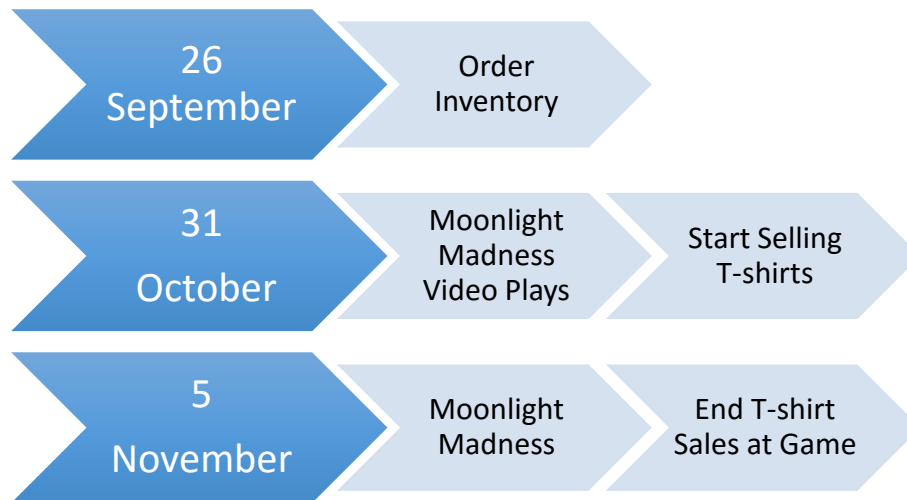 26
September
Order
Inventory
31
October
Moonlight
Madness
Video Plays
Start Selling
T-shirts
5
November
Moonlight
Madness
End T-shirt
Sales at Game